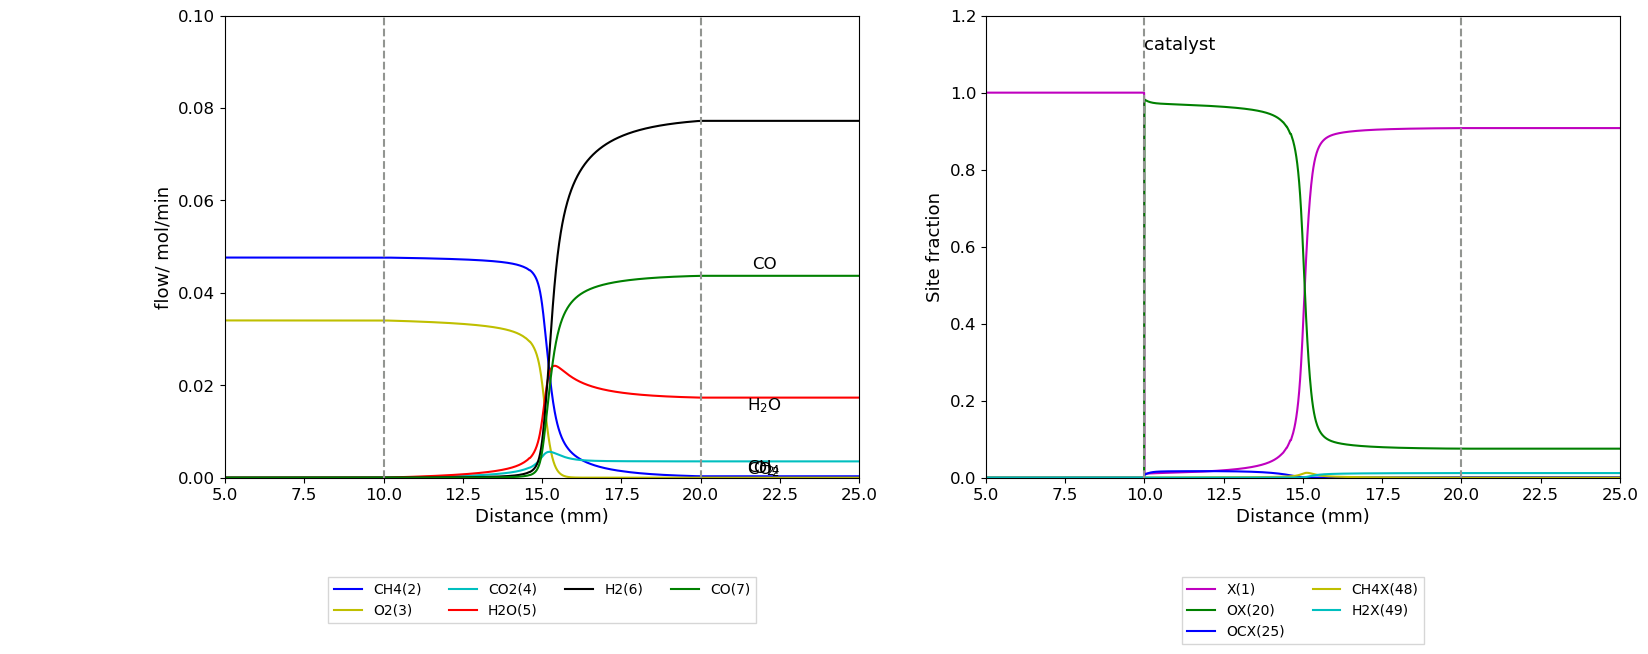 0.10
0.08
0.06
0.04
0.02
0.00
flow/ mol/min
CO
H₂O
5.0 7.5 10.0 12.5 15.0 17.5 20.0 22.5 25.0
Distance (mm)
CH4(2) CO2(4) H2(6) CO(7)
O2(3) H2O(5)
1.2
1.0
0.8
0.6
0.4
0.2
0.0
Site fraction
catalyst
5.0 7.5 10.0 12.5 15.0 17.5 20.0 22.5 25.0
Distance (mm)
X(1) CH4X(48)
OX(20) H2X(49)
OCX(25)